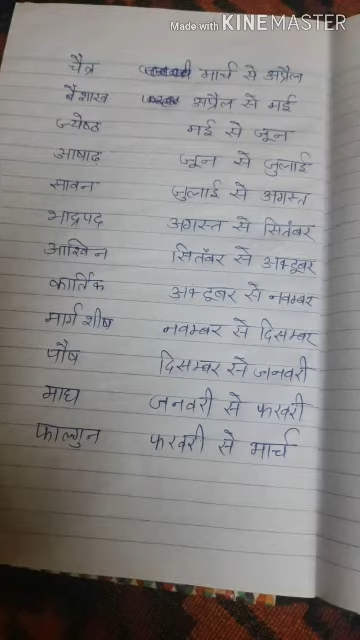 Made with KINEMASTER
चैत्र मार्च से अप्रैल
बैशाख अप्रैल से मई
ज्येष्ठ मई से जून
आषाढ़ जून से जुलाई
सावन जुलाई से अगस्त
भाद्रपद अगस्त से सितंबर
आश्विन सितंबर से अक्टूबर
कार्तिक अक्टूबर से नवम्बर
मार्गशीष नवम्बर से दिसम्बर
पौष दिसम्बर से जनवरी
माघ जनवरी से फरवरी
फाल्गुन फरवरी से मार्च